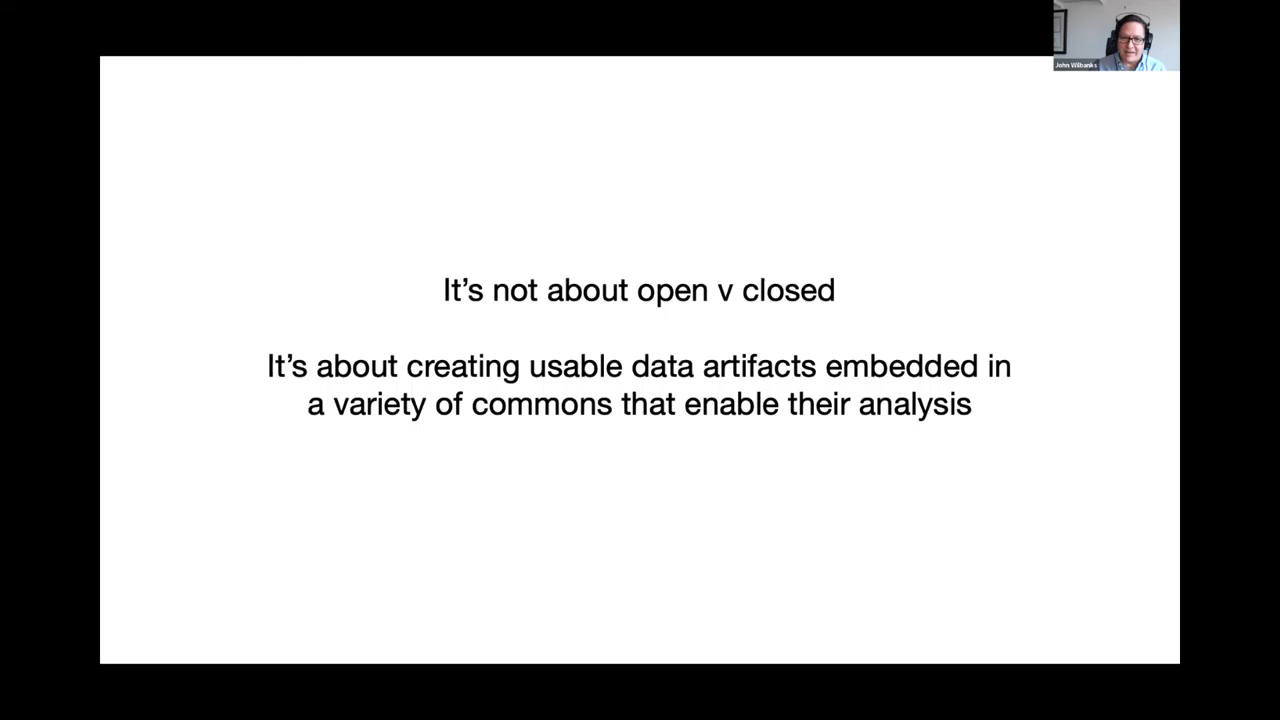 John Wilbanks
It's not about open v closed
It's about creating usable data artifacts embedded in
a variety of commons that enable their analysis